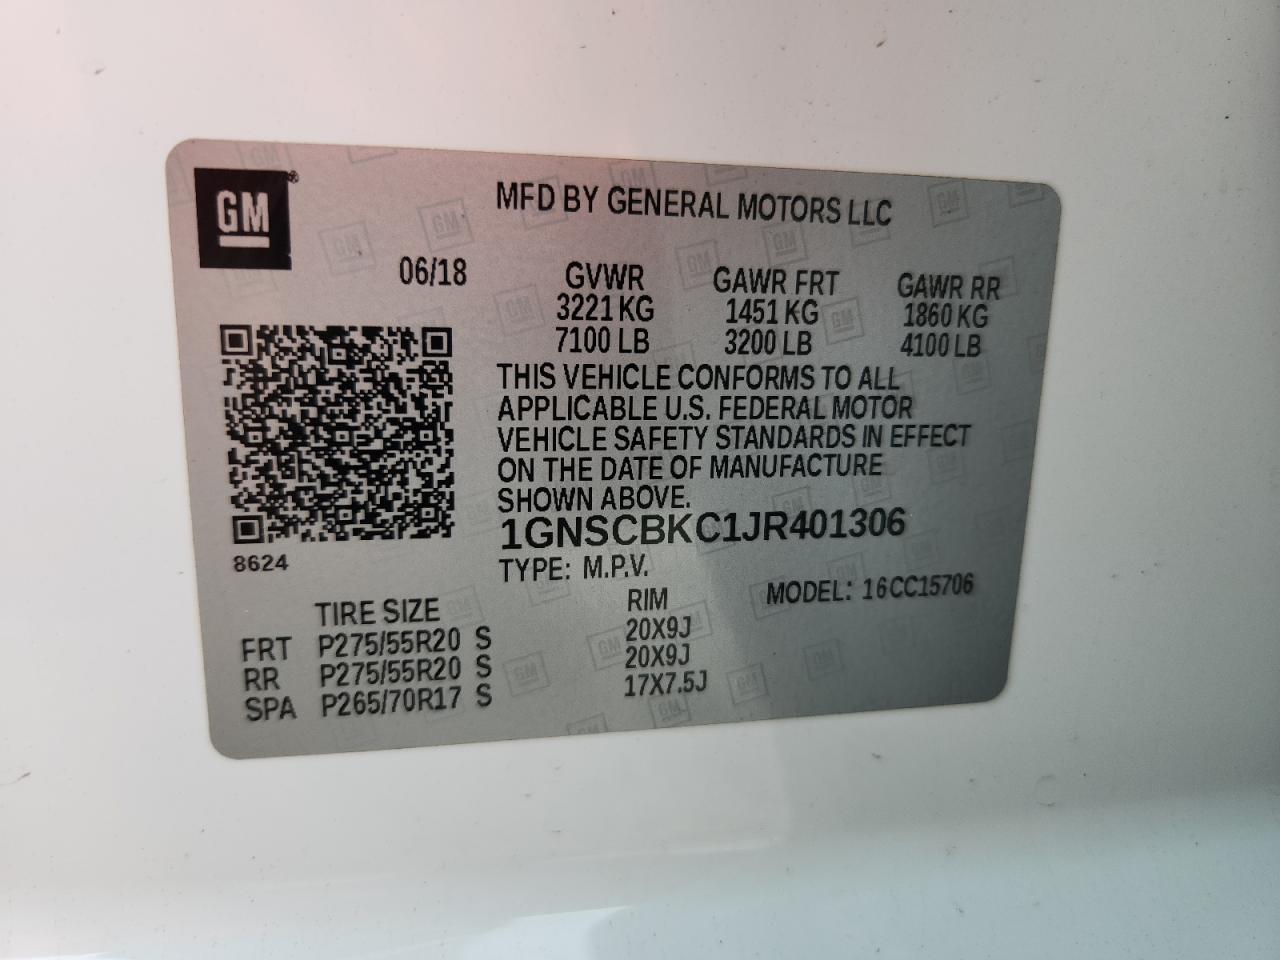 GM®
MFD BY GENERAL MOTORS LLC
06/18
GVWR GAWR FRT GAWR RR
3221 KG 1451 KG 1860 KG
7100 LB 3200 LB 4100 LB
THIS VEHICLE CONFORMS TO ALL
APPLICABLE U.S. FEDERAL MOTOR
VEHICLE SAFETY STANDARDS IN EFFECT
ON THE DATE OF MANUFACTURE
SHOWN ABOVE.
1GNSCBKC1JR401306
8624
TYPE: M.P.V. MODEL: 16CC15706
TIRE SIZE RIM
FRT P275/55R20 S 20X9J
RR P275/55R20 S 20X9J
SPA P265/70R17 S 17X7.5J